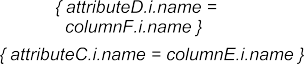 { attributeD.i.name =
columnF.i.name }
{ attributeC.i.name = columnE.i.name }